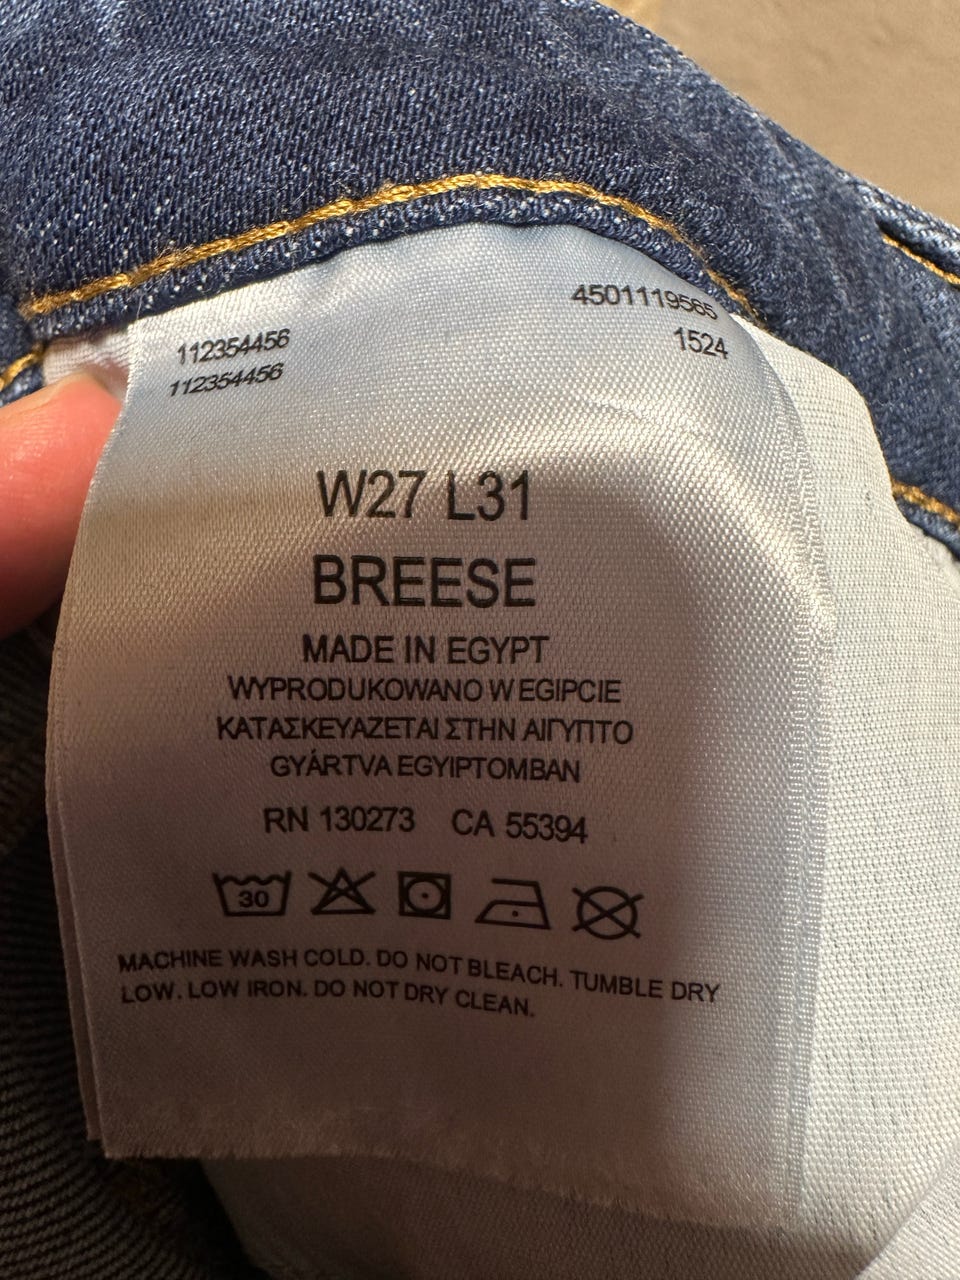 4501119565
1524
112354456
112354456
W27 L31
BREESE
MADE IN EGYPT
WYPRODUKOWANO W EGIPCIE
ΚΑΤΑΣΚΕΥΑΖΕΤΑΙ ΣΤΗΝ ΑΙΓΥΠΤΟ
GYÁRTVA EGYIPTOMBAN
RN 130273 CA 55394
30
MACHINE WASH COLD. DO NOT BLEACH. TUMBLE DRY
LOW. LOW IRON. DO NOT DRY CLEAN.